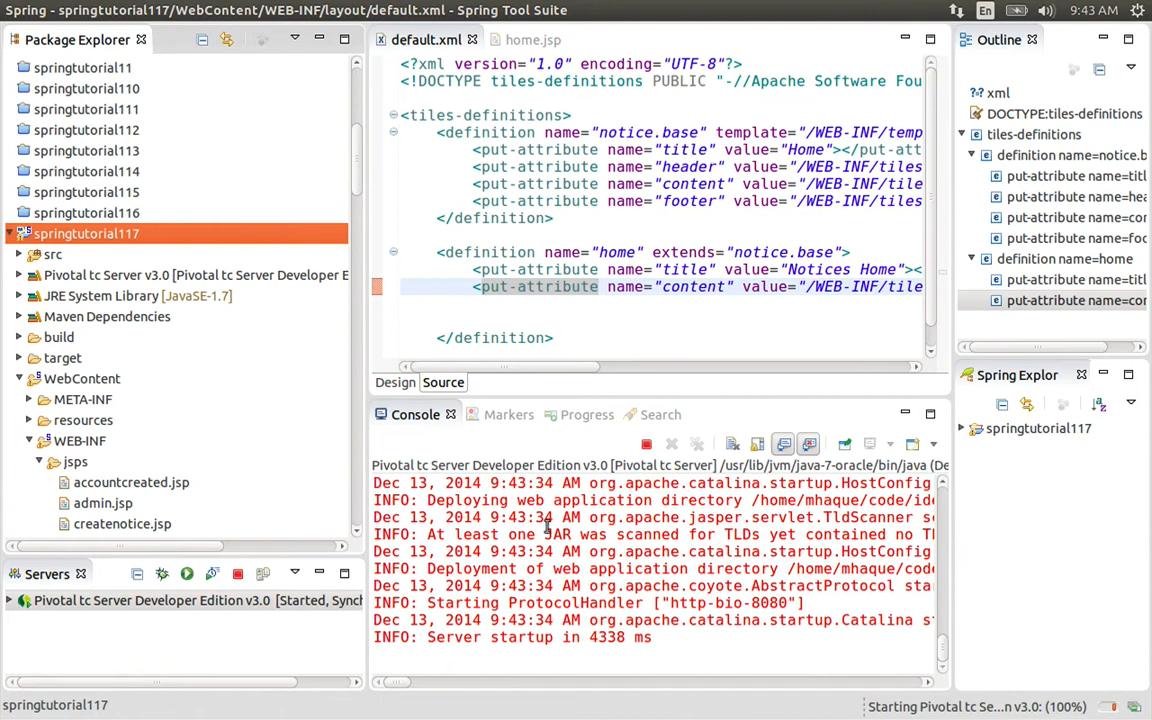 Spring - springtutorial117/WebContent/WEB-INF/layout/default.xml - Spring Tool Suite
En
9:43 AM
Package Explorer
springtutorial11
springtutorial110
springtutorial111
springtutorial112
springtutorial113
springtutorial114
springtutorial115
springtutorial116
springtutorial117
src
Pivotal tc Server v3.0 [Pivotal tc Server Developer E
JRE System Library [JavaSE-1.7]
Maven Dependencies
build
target
WebContent
META-INF
resources
WEB-INF
jsps
accountcreated.jsp
admin.jsp
createnotice.jsp
Servers
Pivotal tc Server Developer Edition v3.0 [Started, Synch
default.xml
home.jsp
<?xml version="1.0" encoding="UTF-8"?>
<!DOCTYPE tiles-definitions PUBLIC "-//Apache Software Fou
<tiles-definitions>
<definition name="notice.base" template="/WEB-INF/temp
<put-attribute name="title" value="Home"></put-att
<put-attribute name="header" value="/WEB-INF/tiles
<put-attribute name="content" value="/WEB-INF/tile
<put-attribute name="footer" value="/WEB-INF/tiles
</definition>
<definition name="home" extends="notice.base">
<put-attribute name="title" value="Notices Home"><
<put-attribute name="content" value="/WEB-INF/tile
</definition>
Design
Source
Console
Markers
Progress
Search
Pivotal tc Server Developer Edition v3.0 [Pivotal tc Server] /usr/lib/jvm/java-7-oracle/bin/java (De
Dec 13, 2014 9:43:34 AM org.apache.catalina.startup.HostConfig
INFO: Deploying web application directory /home/mhaque/code/ide
Dec 13, 2014 9:43:34 AM org.apache.jasper.servlet.TldScanner sc
INFO: At least one JAR was scanned for TLDs yet contained no TL
Dec 13, 2014 9:43:34 AM org.apache.catalina.startup.HostConfig
INFO: Deployment of web application directory /home/mhaque/code
Dec 13, 2014 9:43:34 AM org.apache.coyote.AbstractProtocol star
INFO: Starting ProtocolHandler ["http-bio-8080"]
Dec 13, 2014 9:43:34 AM org.apache.catalina.startup.Catalina st
INFO: Server startup in 4338 ms
Outline
xml
DOCTYPE:tiles-definitions
tiles-definitions
definition name=notice.b
put-attribute name=titl
put-attribute name=hea
put-attribute name=cor
put-attribute name=foo
definition name=home
put-attribute name=titl
put-attribute name=cor
Spring Explor
springtutorial117
springtutorial117
Starting Pivotal tc Se...n v3.0: (100%)